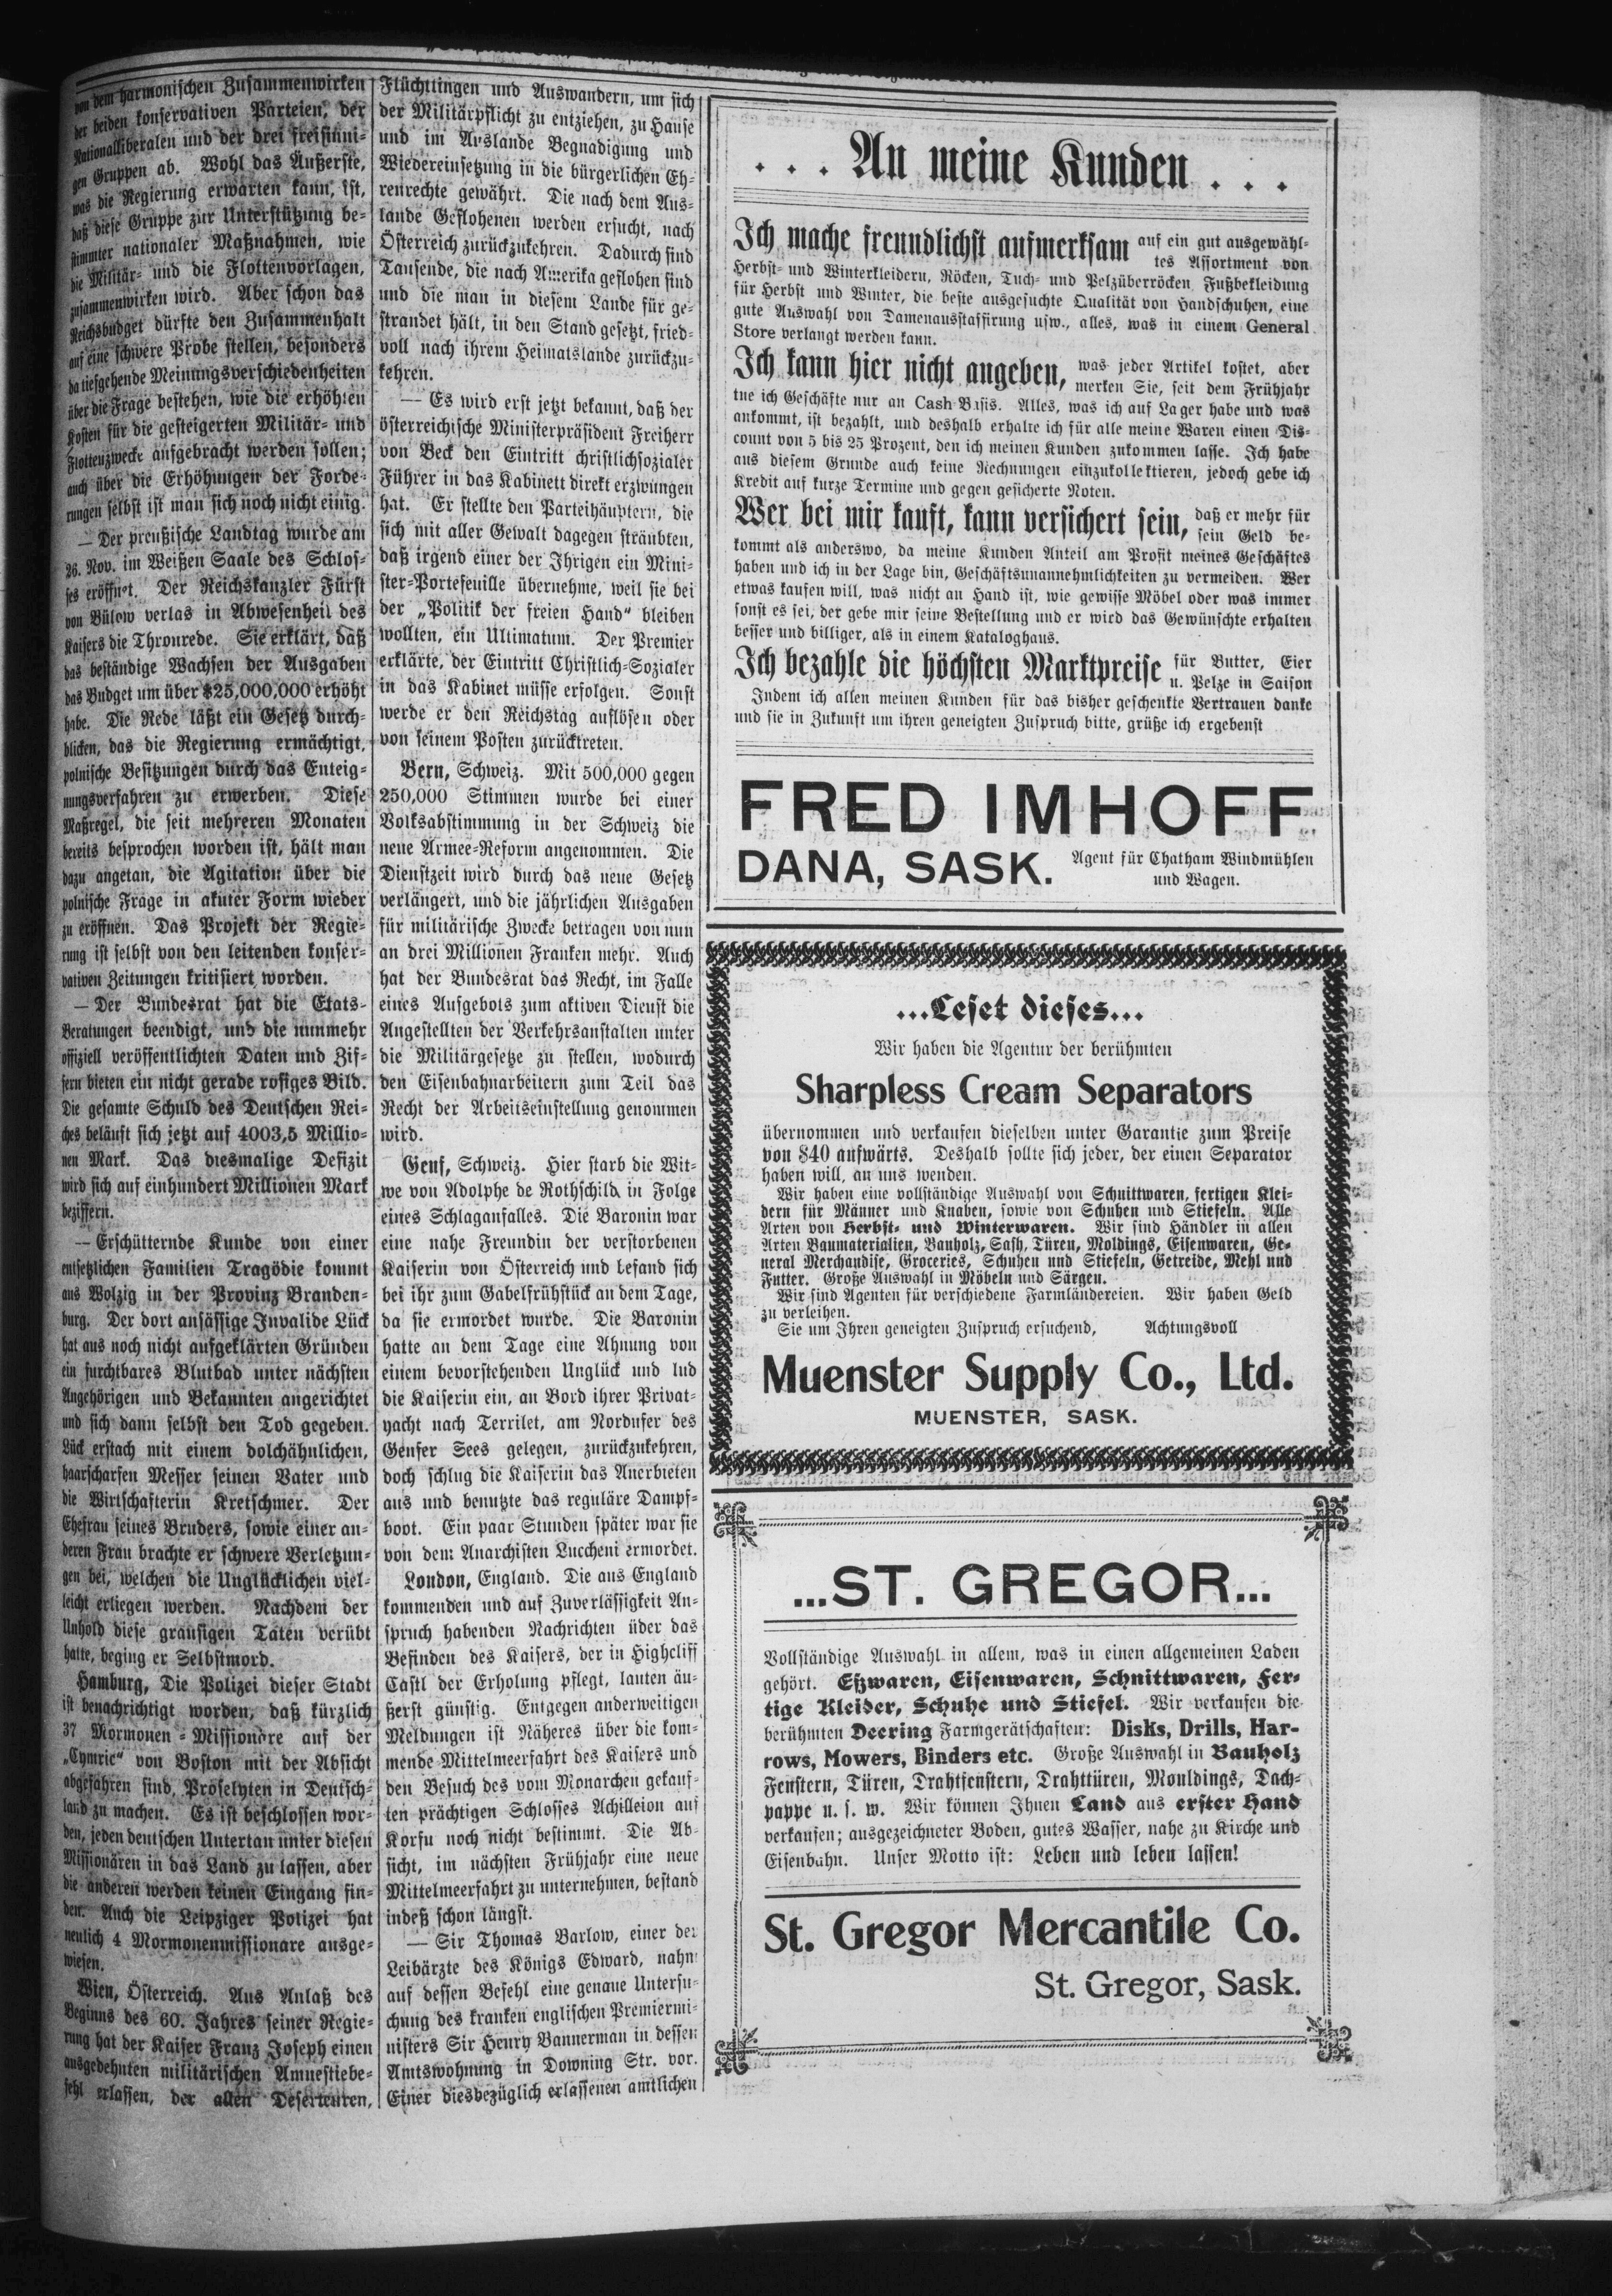 von dem harmonischen Zusammenwirken
der beiden konservativen Parteien, der
Nationalliberalen und der drei freisinni-
gen Gruppen ab. Wohl das Äußerste,
was die Regierung erwarten kann, ist,
daß diese Gruppe zur Unterstützung be-
stimmter nationaler Maßnahmen, wie
die Militär- und die Flottenvorlagen,
zusammenwirken wird. Aber schon das
Reichsbudget dürfte den Zusammenhalt
auf eine schwere Probe stellen, besonders
da tiefgehende Meinungsverschiedenheiten
über die Frage bestehen, wie die erhöhten
Kosten für die gesteigerten Militär- und
Flottenzwecke aufgebracht werden sollen;
auch über die Erhöhungen der Forde-
rungen selbst ist man sich noch nicht einig.
— Der preußische Landtag wurde am
26. Nov. im Weißen Saale des Schlos-
ses eröffnet. Der Reichskanzler Fürst
von Bülow verlas in Abwesenheit des
Kaisers die Thronrede. Sie erklärt, daß
das beständige Wachsen der Ausgaben
das Budget um über $25,000,000 erhöht
habe. Die Rede läßt ein Gesetz durch-
blicken, das die Regierung ermächtigt,
polnische Besitzungen durch das Enteig-
nungsverfahren zu erwerben. Diese
Maßregel, die seit mehreren Monaten
bereits besprochen worden ist, hält man
dazu angetan, die Agitation über die
polnische Frage in akuter Form wieder
zu eröffnen. Das Projekt der Regie-
rung ist selbst von den leitenden konser-
vativen Zeitungen kritisiert worden.
— Der Bundesrat hat die Etats-
Beratungen beendigt, und die nunmehr
offiziell veröffentlichten Daten und Zif-
fern bieten ein nicht gerade rosiges Bild.
Die gesamte Schuld des Deutschen Rei-
ches beläuft sich jetzt auf 4003,5 Millio-
nen Mark. Das diesmalige Defizit
wird sich auf einhundert Millionen Mark
beziffern.
— Erschütternde Kunde von einer
entsetzlichen Familien Tragödie kommt
aus Wolzig in der Provinz Branden-
burg. Der dort ansässige Invalide Lück
hat aus noch nicht aufgeklärten Gründen
ein furchtbares Blutbad unter nächsten
Angehörigen und Bekannten angerichtet
und sich dann selbst den Tod gegeben.
Lück erstach mit einem dolchähnlichen,
haarscharfen Messer seinen Vater und
die Wirtschafterin Kretschmer. Der
Ehefrau seines Bruders, sowie einer an-
deren Frau brachte er schwere Verletzun-
gen bei, welchen die Unglücklichen viel-
leicht erliegen werden. Nachdem der
Unhold diese grausigen Taten verübt
hatte, beging er Selbstmord.
Hamburg, Die Polizei dieser Stadt
ist benachrichtigt worden, daß kürzlich
37 Mormonen-Missionäre auf der
„Cymric“ von Boston mit der Absicht
abgefahren sind, Proselyten in Deutsch-
land zu machen. Es ist beschlossen wor-
den, jeden deutschen Untertan unter diesen
Missionären in das Land zu lassen, aber
die anderen werden keinen Eingang fin-
den. Auch die Leipziger Polizei hat
neulich 4 Mormonenmissionare ausge-
wiesen.
Wien, Österreich. Aus Anlaß des
Beginns des 60. Jahres seiner Regie-
rung hat der Kaiser Franz Joseph einen
ausgedehnten militärischen Amnestiebe-
fehl erlassen, der allen Deserteuren,
Flüchtlingen und Auswandern, um sich
der Militärpflicht zu entziehen, zu Hause
und im Auslande Begnadigung und
Wiedereinsetzung in die bürgerlichen Eh-
renrechte gewährt. Die nach dem Aus-
lande Geflohenen werden ersucht, nach
Österreich zurückzukehren. Dadurch sind
Tausende, die nach Amerika geflohen sind
und die man in diesem Lande für ge-
strandet hält, in den Stand gesetzt, fried-
voll nach ihrem Heimatslande zurückzu-
kehren.
— Es wird erst jetzt bekannt, daß der
österreichische Ministerpräsident Freiherr
von Beck den Eintritt christlichsozialer
Führer in das Kabinett direkt erzwungen
hat. Er stellte den Parteihäuptern, die
sich mit aller Gewalt dagegen sträubten,
daß irgend einer der Ihrigen ein Mini-
ster-Portefeuille übernehme, weil sie bei
der „Politik der freien Hand“ bleiben
wollten, ein Ultimatum. Der Premier
erklärte, der Eintritt Christlich-Sozialer
in das Kabinet müsse erfolgen. Sonst
werde er den Reichstag auflösen oder
von seinem Posten zurücktreten.
Bern, Schweiz. Mit 500,000 gegen
250,000 Stimmen wurde bei einer
Volksabstimmung in der Schweiz die
neue Armee-Reform angenommen. Die
Dienstzeit wird durch das neue Gesetz
verlängert, und die jährlichen Ausgaben
für militärische Zwecke betragen von nun
an drei Millionen Franken mehr. Auch
hat der Bundesrat das Recht, im Falle
eines Aufgebots zum aktiven Dienst die
Angestellten der Verkehrsanstalten unter
die Militärgesetze zu stellen, wodurch
den Eisenbahnarbeitern zum Teil das
Recht der Arbeitseinstellung genommen
wird.
Genf, Schweiz. Hier starb die Wit-
we von Adolphe de Rothschild in Folge
eines Schlaganfalles. Die Baronin war
eine nahe Freundin der verstorbenen
Kaiserin von Österreich und befand sich
bei ihr zum Gabelfrühstück an dem Tage,
da sie ermordet wurde. Die Baronin
hatte an dem Tage eine Ahnung von
einem bevorstehenden Unglück und lud
die Kaiserin ein, an Bord ihrer Privat-
yacht nach Territet, am Nordufer des
Genfer Sees gelegen, zurückzukehren,
doch schlug die Kaiserin das Anerbieten
aus und benutzte das reguläre Dampf-
boot. Ein paar Stunden später war sie
von dem Anarchisten Luccheni ermordet.
London, England. Die aus England
kommenden und auf Zuverlässigkeit An-
spruch habenden Nachrichten über das
Befinden des Kaisers, der in Highcliff
Castl der Erholung pflegt, lauten äu-
ßerst günstig. Entgegen anderweitigen
Meldungen ist Näheres über die kom-
mende Mittelmeerfahrt des Kaisers und
den Besuch des vom Monarchen gekauf-
ten prächtigen Schlosses Achilleion auf
Korfu noch nicht bestimmt. Die Ab-
sicht, im nächsten Frühjahr eine neue
Mittelmeerfahrt zu unternehmen, bestand
indeß schon längst.
— Sir Thomas Barlow, einer der
Leibärzte des Königs Edward, nahm
auf dessen Befehl eine genaue Untersu-
chung des kranken englischen Premiermi-
nisters Sir Henry Bannerman in dessen
Amtswohnung in Downing Str. vor.
Einer diesbezüglich erlassenen amtlichen
. . . An meine Kunden . . .
Ich mache freundlichst aufmerksam auf ein gut ausgewähl-
tes Assortment von
Herbst- und Winterkleidern, Röcken, Tuch- und Pelzüberröcken, Fußbekleidung
für Herbst und Winter, die beste ausgesuchte Qualität von Handschuhen, eine
gute Auswahl von Damenausstaffirung usw., alles, was in einem General
Store verlangt werden kann.
Ich kann hier nicht angeben, was jeder Artikel kostet, aber
merken Sie, seit dem Frühjahr
tue ich Geschäfte nur an Cash Basis. Alles, was ich auf Lager habe und was
ankommt, ist bezahlt, und deshalb erhalte ich für alle meine Waren einen Dis-
count von 5 bis 25 Prozent, den ich meinen Kunden zukommen lasse. Ich habe
aus diesem Grunde auch keine Rechnungen einzukollektieren, jedoch gebe ich
Kredit auf kurze Termine und gegen gesicherte Noten.
Wer bei mir kauft, kann versichert sein, daß er mehr für
sein Geld be-
kommt als anderswo, da meine Kunden Anteil am Profit meines Geschäftes
haben und ich in der Lage bin, Geschäftsunannehmlichkeiten zu vermeiden. Wer
etwas kaufen will, was nicht an Hand ist, wie gewisse Möbel oder was immer
sonst es sei, der gebe mir seine Bestellung und er wird das Gewünschte erhalten
besser und billiger, als in einem Kataloghaus.
Ich bezahle die höchsten Marktpreise für Butter, Eier
u. Pelze in Saison
Indem ich allen meinen Kunden für das bisher geschenkte Vertrauen danke
und sie in Zukunft um ihren geneigten Zuspruch bitte, grüße ich ergebenst
FRED IMHOFF
DANA, SASK. Agent für Chatham Windmühlen
und Wagen.
...Leset dieses...
Wir haben die Agentur der berühmten
Sharpless Cream Separators
übernommen und verkaufen dieselben unter Garantie zum Preise
von $40 aufwärts. Deshalb sollte sich jeder, der einen Separator
haben will, an uns wenden.
Wir haben eine vollständige Auswahl von Schnittwaren, fertigen Klei-
dern für Männer und Knaben, sowie von Schuhen und Stiefeln. Alle
Arten von Herbst- und Winterwaren. Wir sind Händler in allen
Arten Baumaterialien, Bauholz, Sash, Türen, Moldings, Eisenwaren, Ge-
neral Merchandise, Groceries, Schuhen und Stiefeln, Getreide, Mehl und
Futter. Große Auswahl in Möbeln und Särgen.
Wir sind Agenten für verschiedene Farmländereien. Wir haben Geld
zu verleihen.
Sie um Ihren geneigten Zuspruch ersuchend, Achtungsvoll
Muenster Supply Co., Ltd.
MUENSTER, SASK.
...ST. GREGOR...
Vollständige Auswahl in allem, was in einen allgemeinen Laden
gehört. Eßwaren, Eisenwaren, Schnittwaren, Fer-
tige Kleider, Schuhe und Stiefel. Wir verkaufen die
berühmten Deering Farmgerätschaften: Disks, Drills, Har-
rows, Mowers, Binders etc. Große Auswahl in Bauholz
Fenstern, Türen, Drahtfenstern, Drahttüren, Mouldings, Dach-
pappe u. s. w. Wir können Ihnen Land aus erster Hand
verkaufen; ausgezeichneter Boden, gutes Wasser, nahe zu Kirche und
Eisenbahn. Unser Motto ist: Leben und leben lassen!
St. Gregor Mercantile Co.
St. Gregor, Sask.